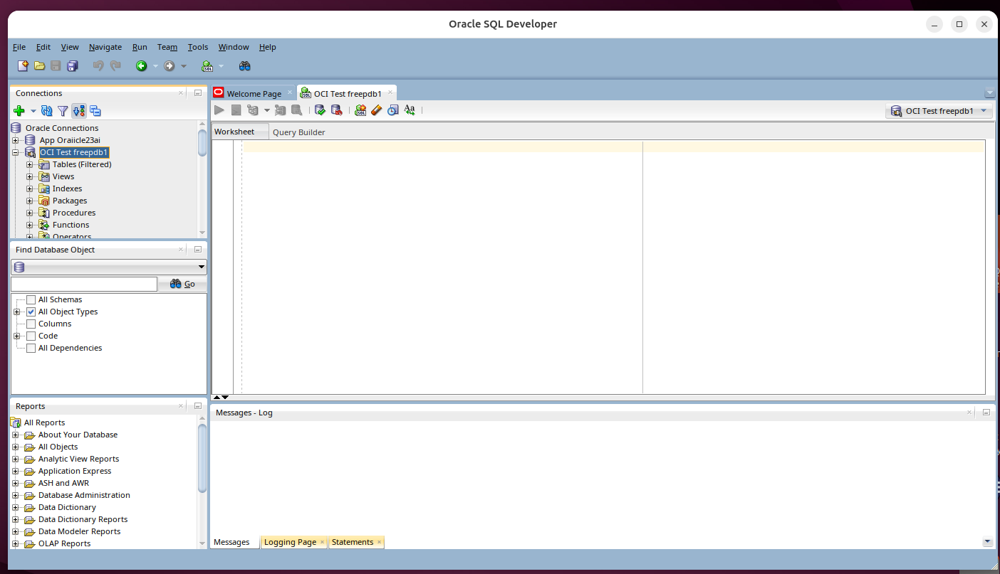 Oracle SQL Developer
File Edit View Navigate Run Team Tools Window Help
SQL
Connections
Oracle Connections
App Oraiicle23ai
OCI Test freepdb1
Tables (Filtered)
Views
Indexes
Packages
Procedures
Functions
Operators
Find Database Object
Go
All Schemas
All Object Types
Columns
Code
All Dependencies
Reports
All Reports
About Your Database
All Objects
Analytic View Reports
Application Express
ASH and AWR
Database Administration
Data Dictionary
Data Dictionary Reports
Data Modeler Reports
OLAP Reports
Welcome Page
OCI Test freepdb1
SQL
Aa
OCI Test freepdb1
Worksheet
Query Builder
Messages - Log
Messages
Logging Page
Statements